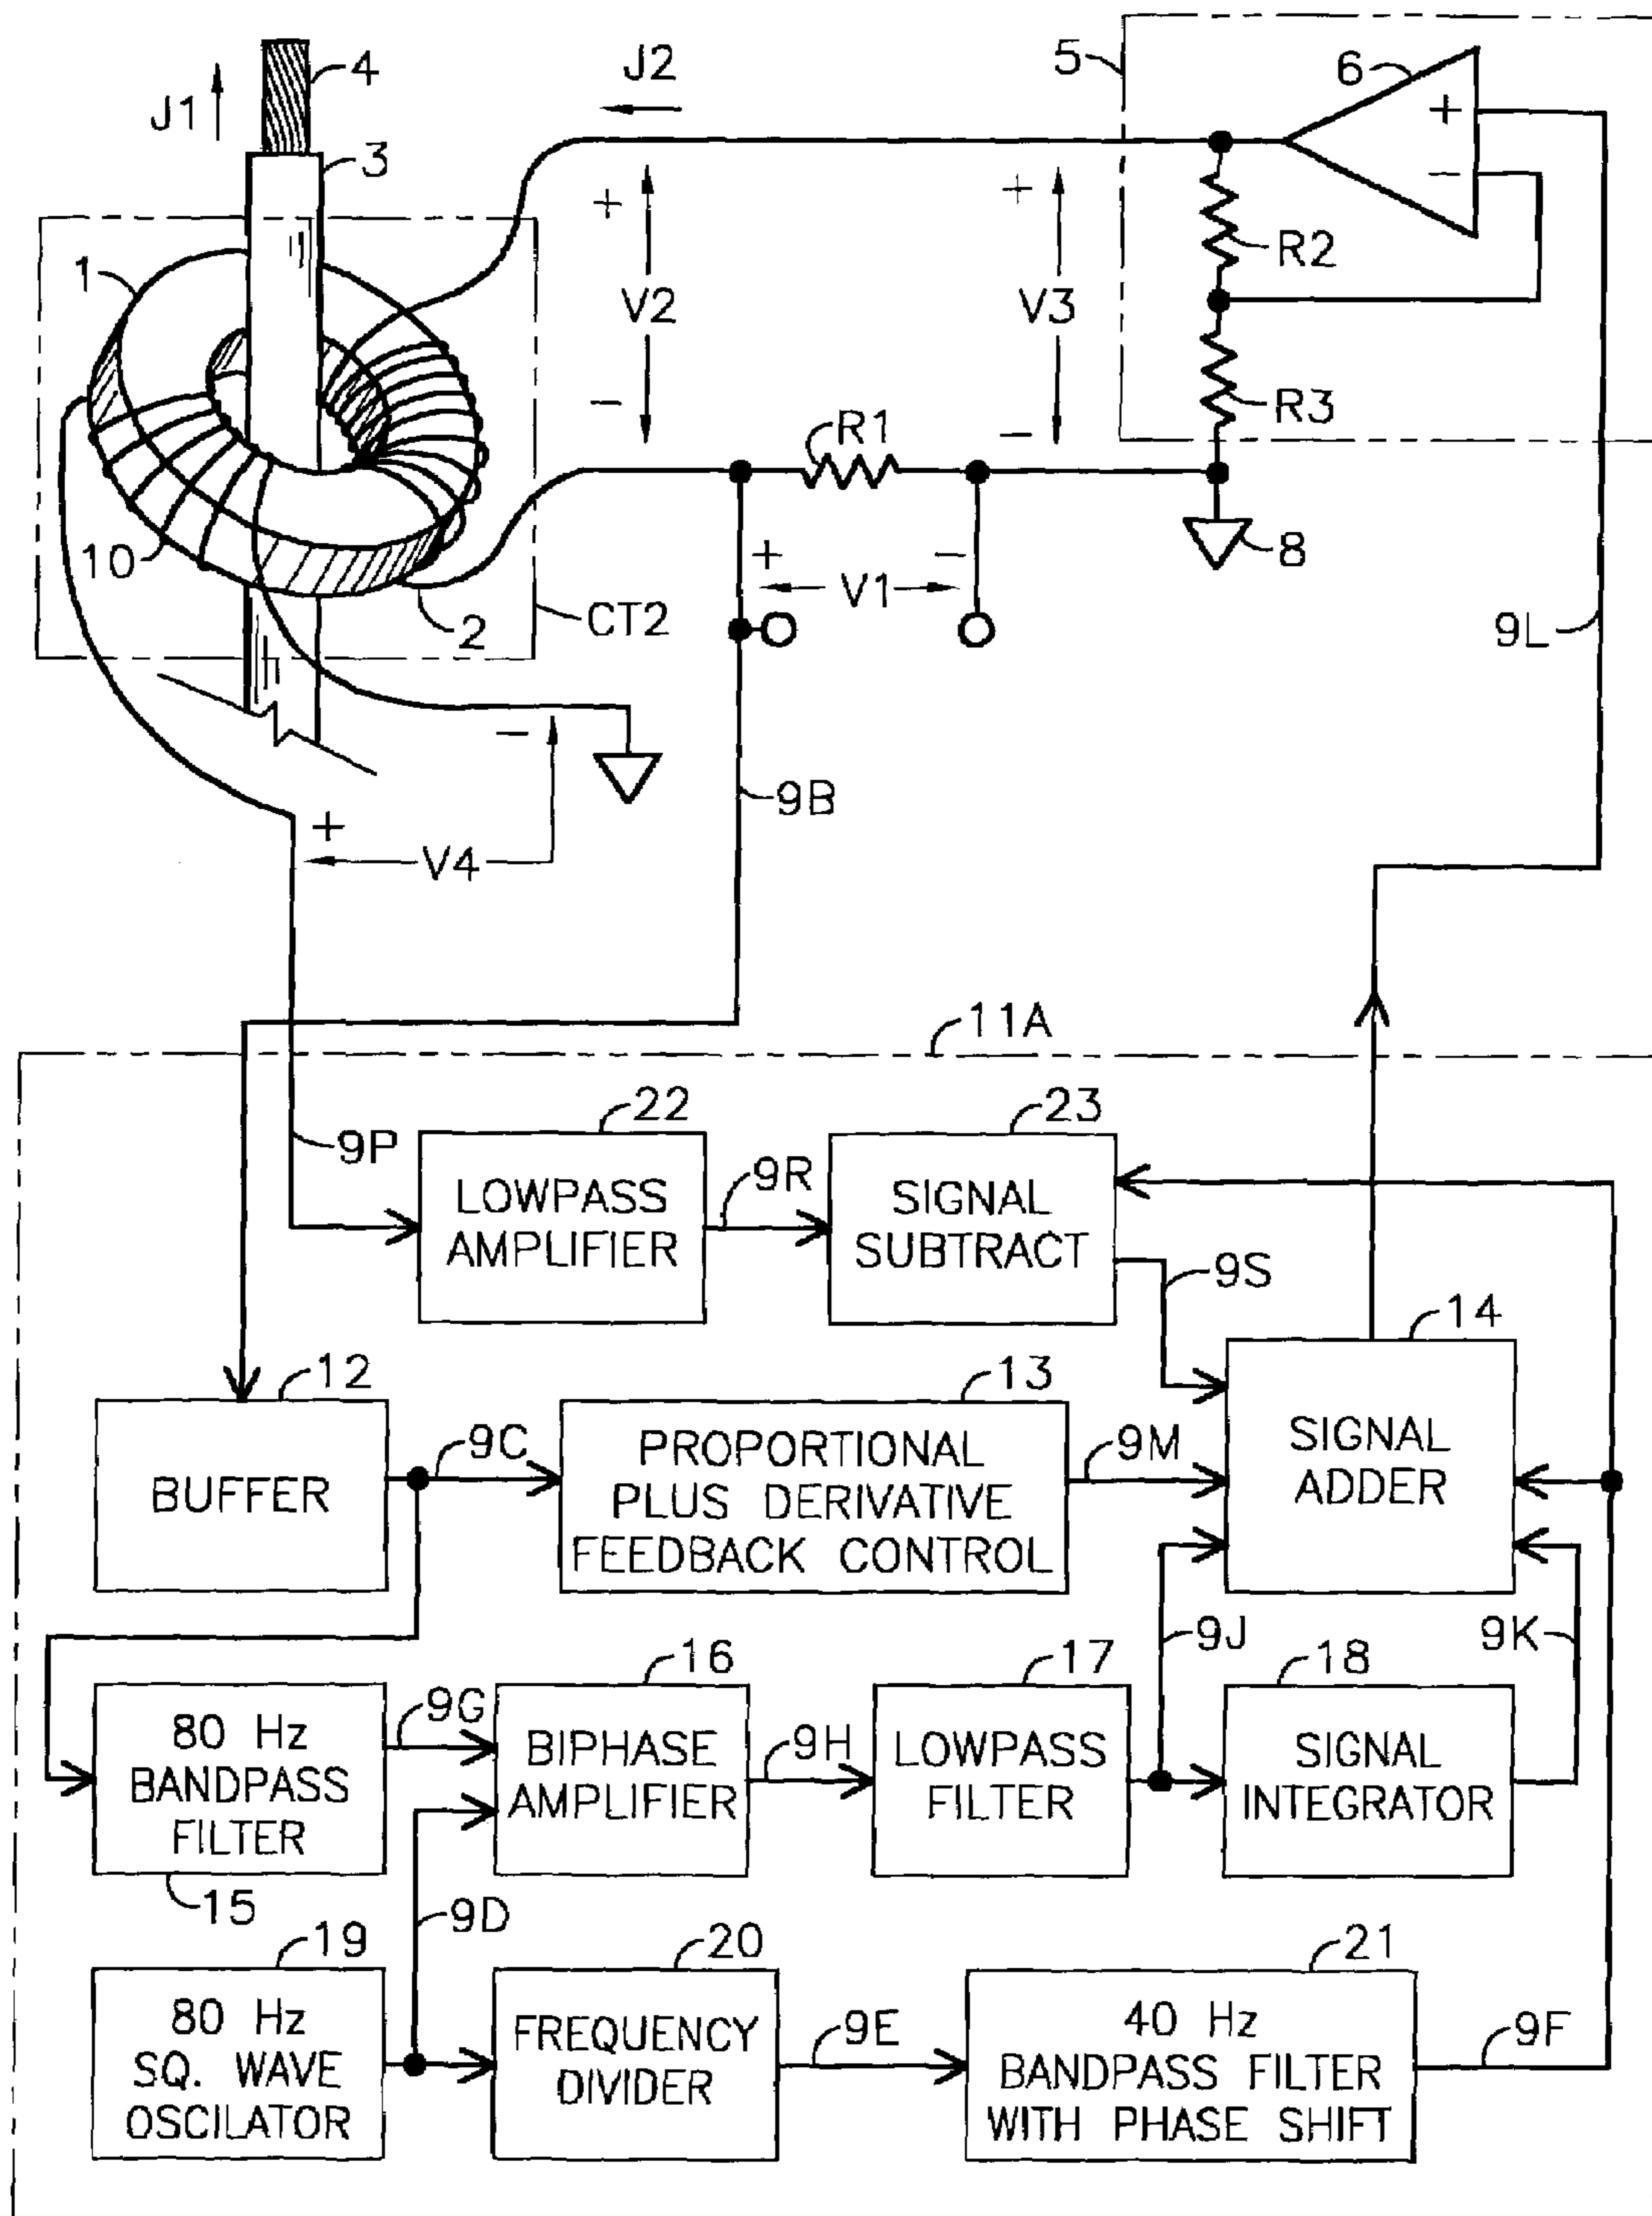 J1
4
J2
5
6
+
−
3
1
+
V2
−
+
V3
−
R2
R3
R1
10
2
CT2
+
V1
−
8
9L
−
9B
+
V4
11A
22
23
9P
LOWPASS
AMPLIFIER
9R
SIGNAL
SUBTRACT
9S
14
12
13
BUFFER
9C
PROPORTIONAL
PLUS DERIVATIVE
FEEDBACK CONTROL
9M
SIGNAL
ADDER
9J
9K
16
17
18
80 Hz
BANDPASS
FILTER
9G
BIPHASE
AMPLIFIER
9H
LOWPASS
FILTER
SIGNAL
INTEGRATOR
15
9D
19
20
21
80 Hz
SQ. WAVE
OSCILATOR
FREQUENCY
DIVIDER
9E
40 Hz
BANDPASS FILTER
WITH PHASE SHIFT
9F